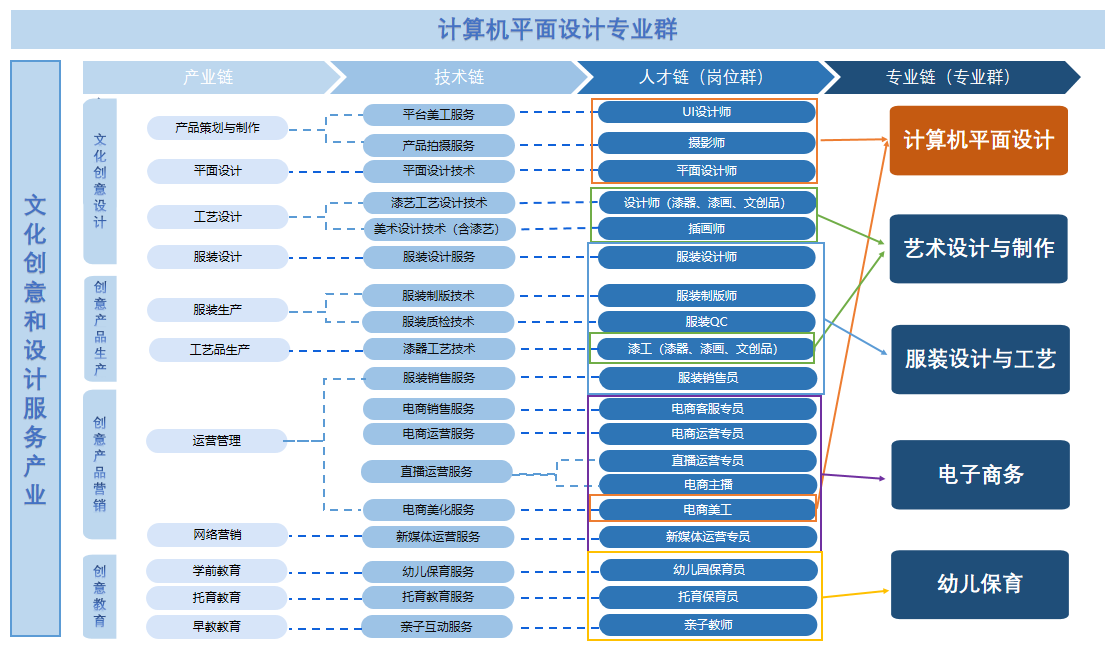 计算机平面设计专业群
产业链
技术链
人才链（岗位群）
专业链（专业群）
文化创意和设计服务产业
文化创意设计
产品策划与制作
平台美工服务
UI设计师
产品拍摄服务
摄影师
平面设计
平面设计技术
平面设计师
计算机平面设计
工艺设计
漆艺工艺设计技术
设计师（漆器、漆画、文创品）
美术设计技术（含漆艺）
插画师
艺术设计与制作
服装设计
服装设计服务
服装设计师
创意产品生产
服装生产
服装制版技术
服装制版师
服装质检技术
服装QC
工艺品生产
漆器工艺技术
漆工（漆器、漆画、文创品）
服装设计与工艺
创意产品营销
运营管理
服装销售服务
服装销售员
电商销售服务
电商客服专员
电商运营服务
电商运营专员
直播运营服务
直播运营专员
电商主播
电商美化服务
电商美工
电子商务
网络营销
新媒体运营服务
新媒体运营专员
创意教育
学前教育
幼儿保育服务
幼儿园保育员
托育教育
托育教育服务
托育保育员
早教教育
亲子互动服务
亲子教师
幼儿保育